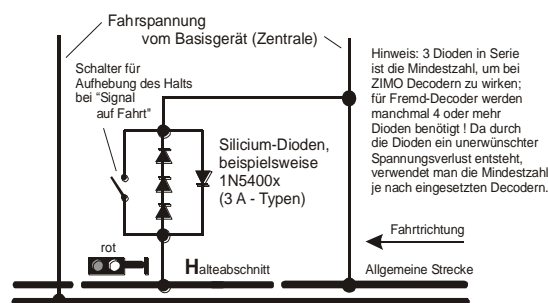 Fahrspannung
vom Basisgerät (Zentrale)
Schalter für
Aufhebung des Halts
bei "Signal
auf Fahrt"
Silicium-Dioden,
beispielsweise
1N5400x
(3 A - Typen)
Hinweis: 3 Dioden in Serie
ist die Mindestzahl, um bei
ZIMO Decodern zu wirken;
für Fremd-Decoder werden
manchmal 4 oder mehr
Dioden benötigt ! Da durch
die Dioden ein unerwünschter
Spannungsverlust entsteht,
verwendet man die Mindestzahl
je nach eingesetzten Decodern.
Fahrtrichtung
rot
Halteabschnitt
Allgemeine Strecke